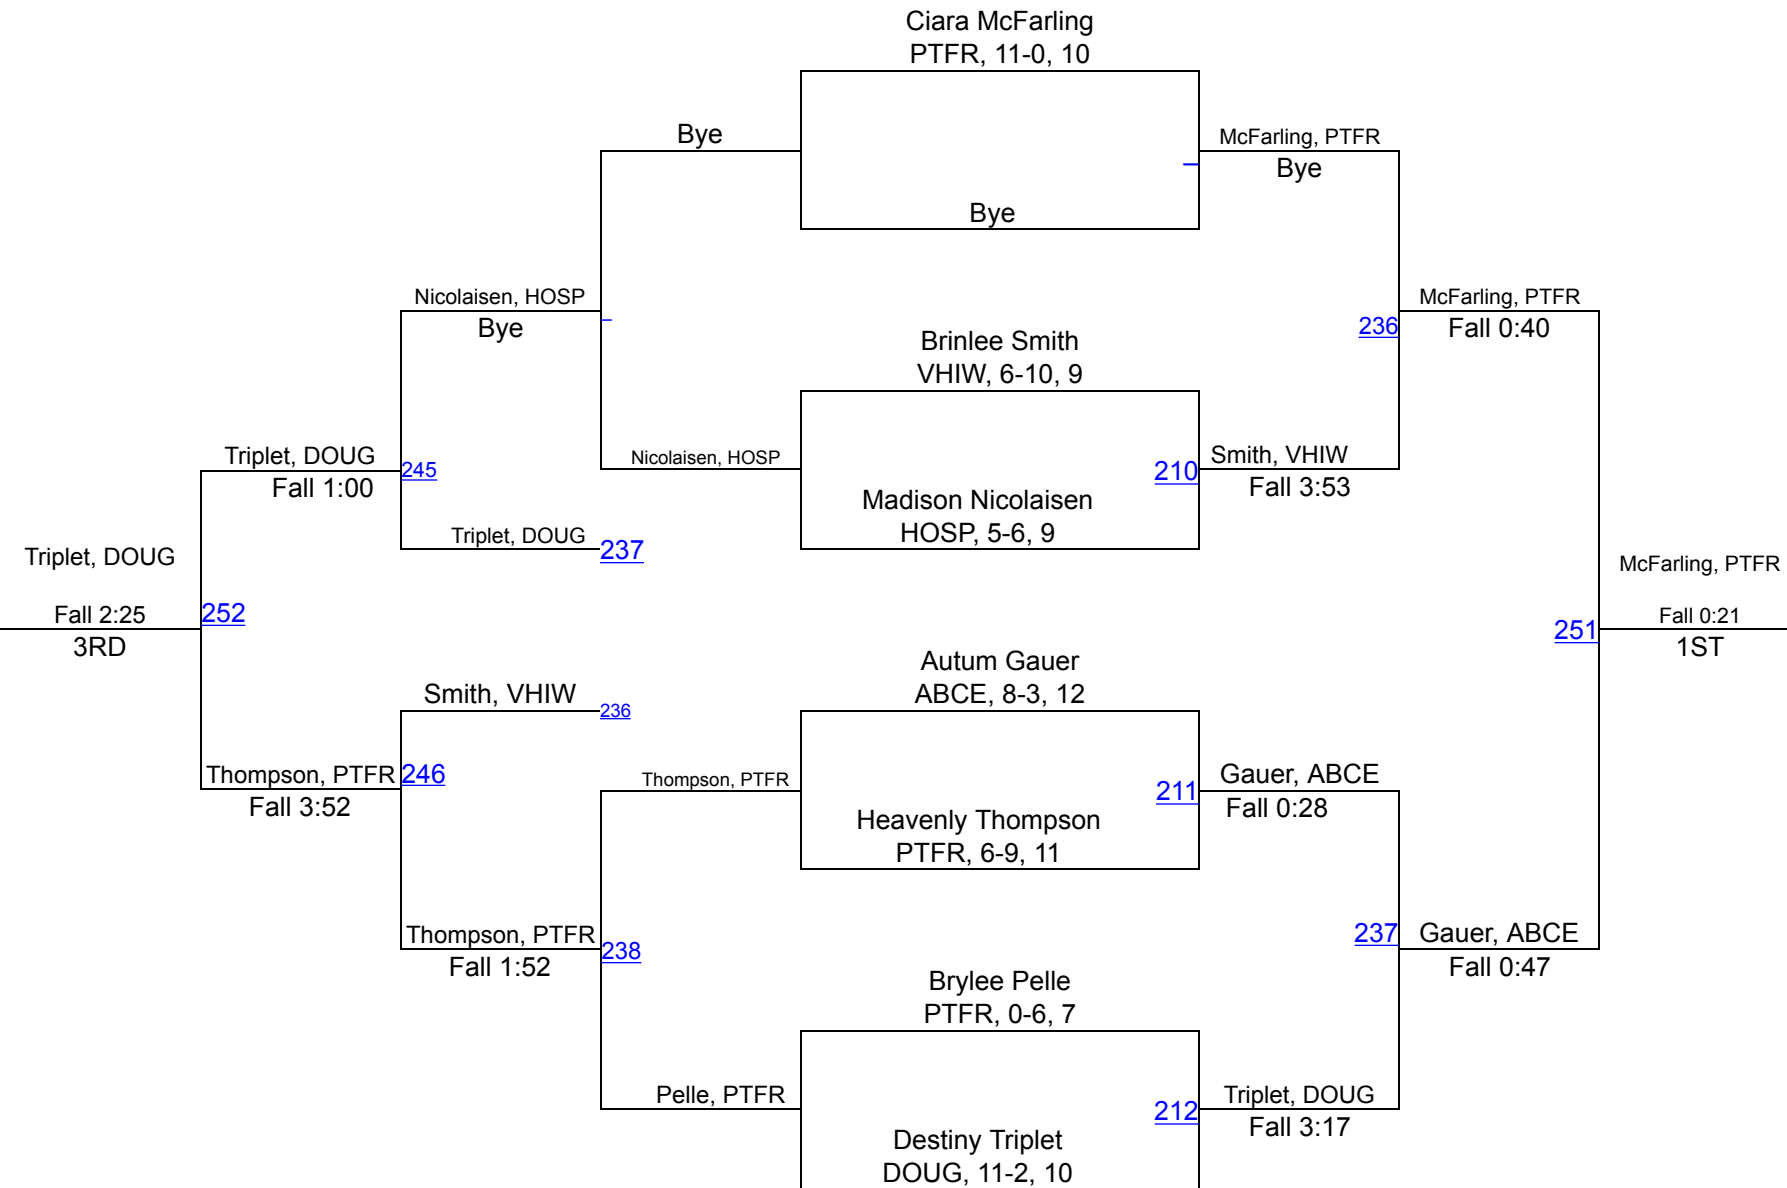 Ciara McFarling
PTFR, 11-0, 10
Bye
McFarling, PTFR
Bye
Bye
Nicolaisen, HOSP
Bye
McFarling, PTFR
236
Fall 0:40
Brinlee Smith
VHIW, 6-10, 9
Triplet, DOUG
245
Fall 1:00
Nicolaisen, HOSP
210
Smith, VHIW
Fall 3:53
Madison Nicolaisen
HOSP, 5-6, 9
Triplet, DOUG
237
Triplet, DOUG
Fall 2:25
252
3RD
McFarling, PTFR
Fall 0:21
251
1ST
Autum Gauer
ABCE, 8-3, 12
Smith, VHIW
236
Thompson, PTFR
246
Fall 3:52
Thompson, PTFR
211
Gauer, ABCE
Fall 0:28
Heavenly Thompson
PTFR, 6-9, 11
Thompson, PTFR
238
Fall 1:52
237
Gauer, ABCE
Fall 0:47
Brylee Pelle
PTFR, 0-6, 7
Pelle, PTFR
212
Triplet, DOUG
Fall 3:17
Destiny Triplet
DOUG, 11-2, 10